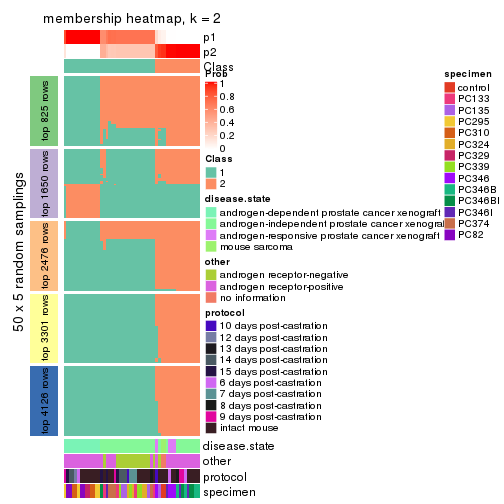 membership heatmap, k = 2
p1
p2
Class
50 x 5 random samplings
top 825 rows
top 1650 rows
top 2476 rows
top 3301 rows
top 4126 rows
disease.state
other
protocol
specimen
Prob
1
0.8
0.6
0.4
0.2
0
Class
1
2
disease.state
androgen-dependent prostate cancer xenograft
androgen-independent prostate cancer xenograft
androgen-responsive prostate cancer xenograft
mouse sarcoma
other
androgen receptor-negative
androgen receptor-positive
no information
protocol
10 days post-castration
12 days post-castration
13 days post-castration
14 days post-castration
15 days post-castration
6 days post-castration
7 days post-castration
8 days post-castration
9 days post-castration
intact mouse
specimen
control
PC133
PC135
PC295
PC310
PC324
PC329
PC339
PC346
PC346B
PC346BI
PC346I
PC374
PC82